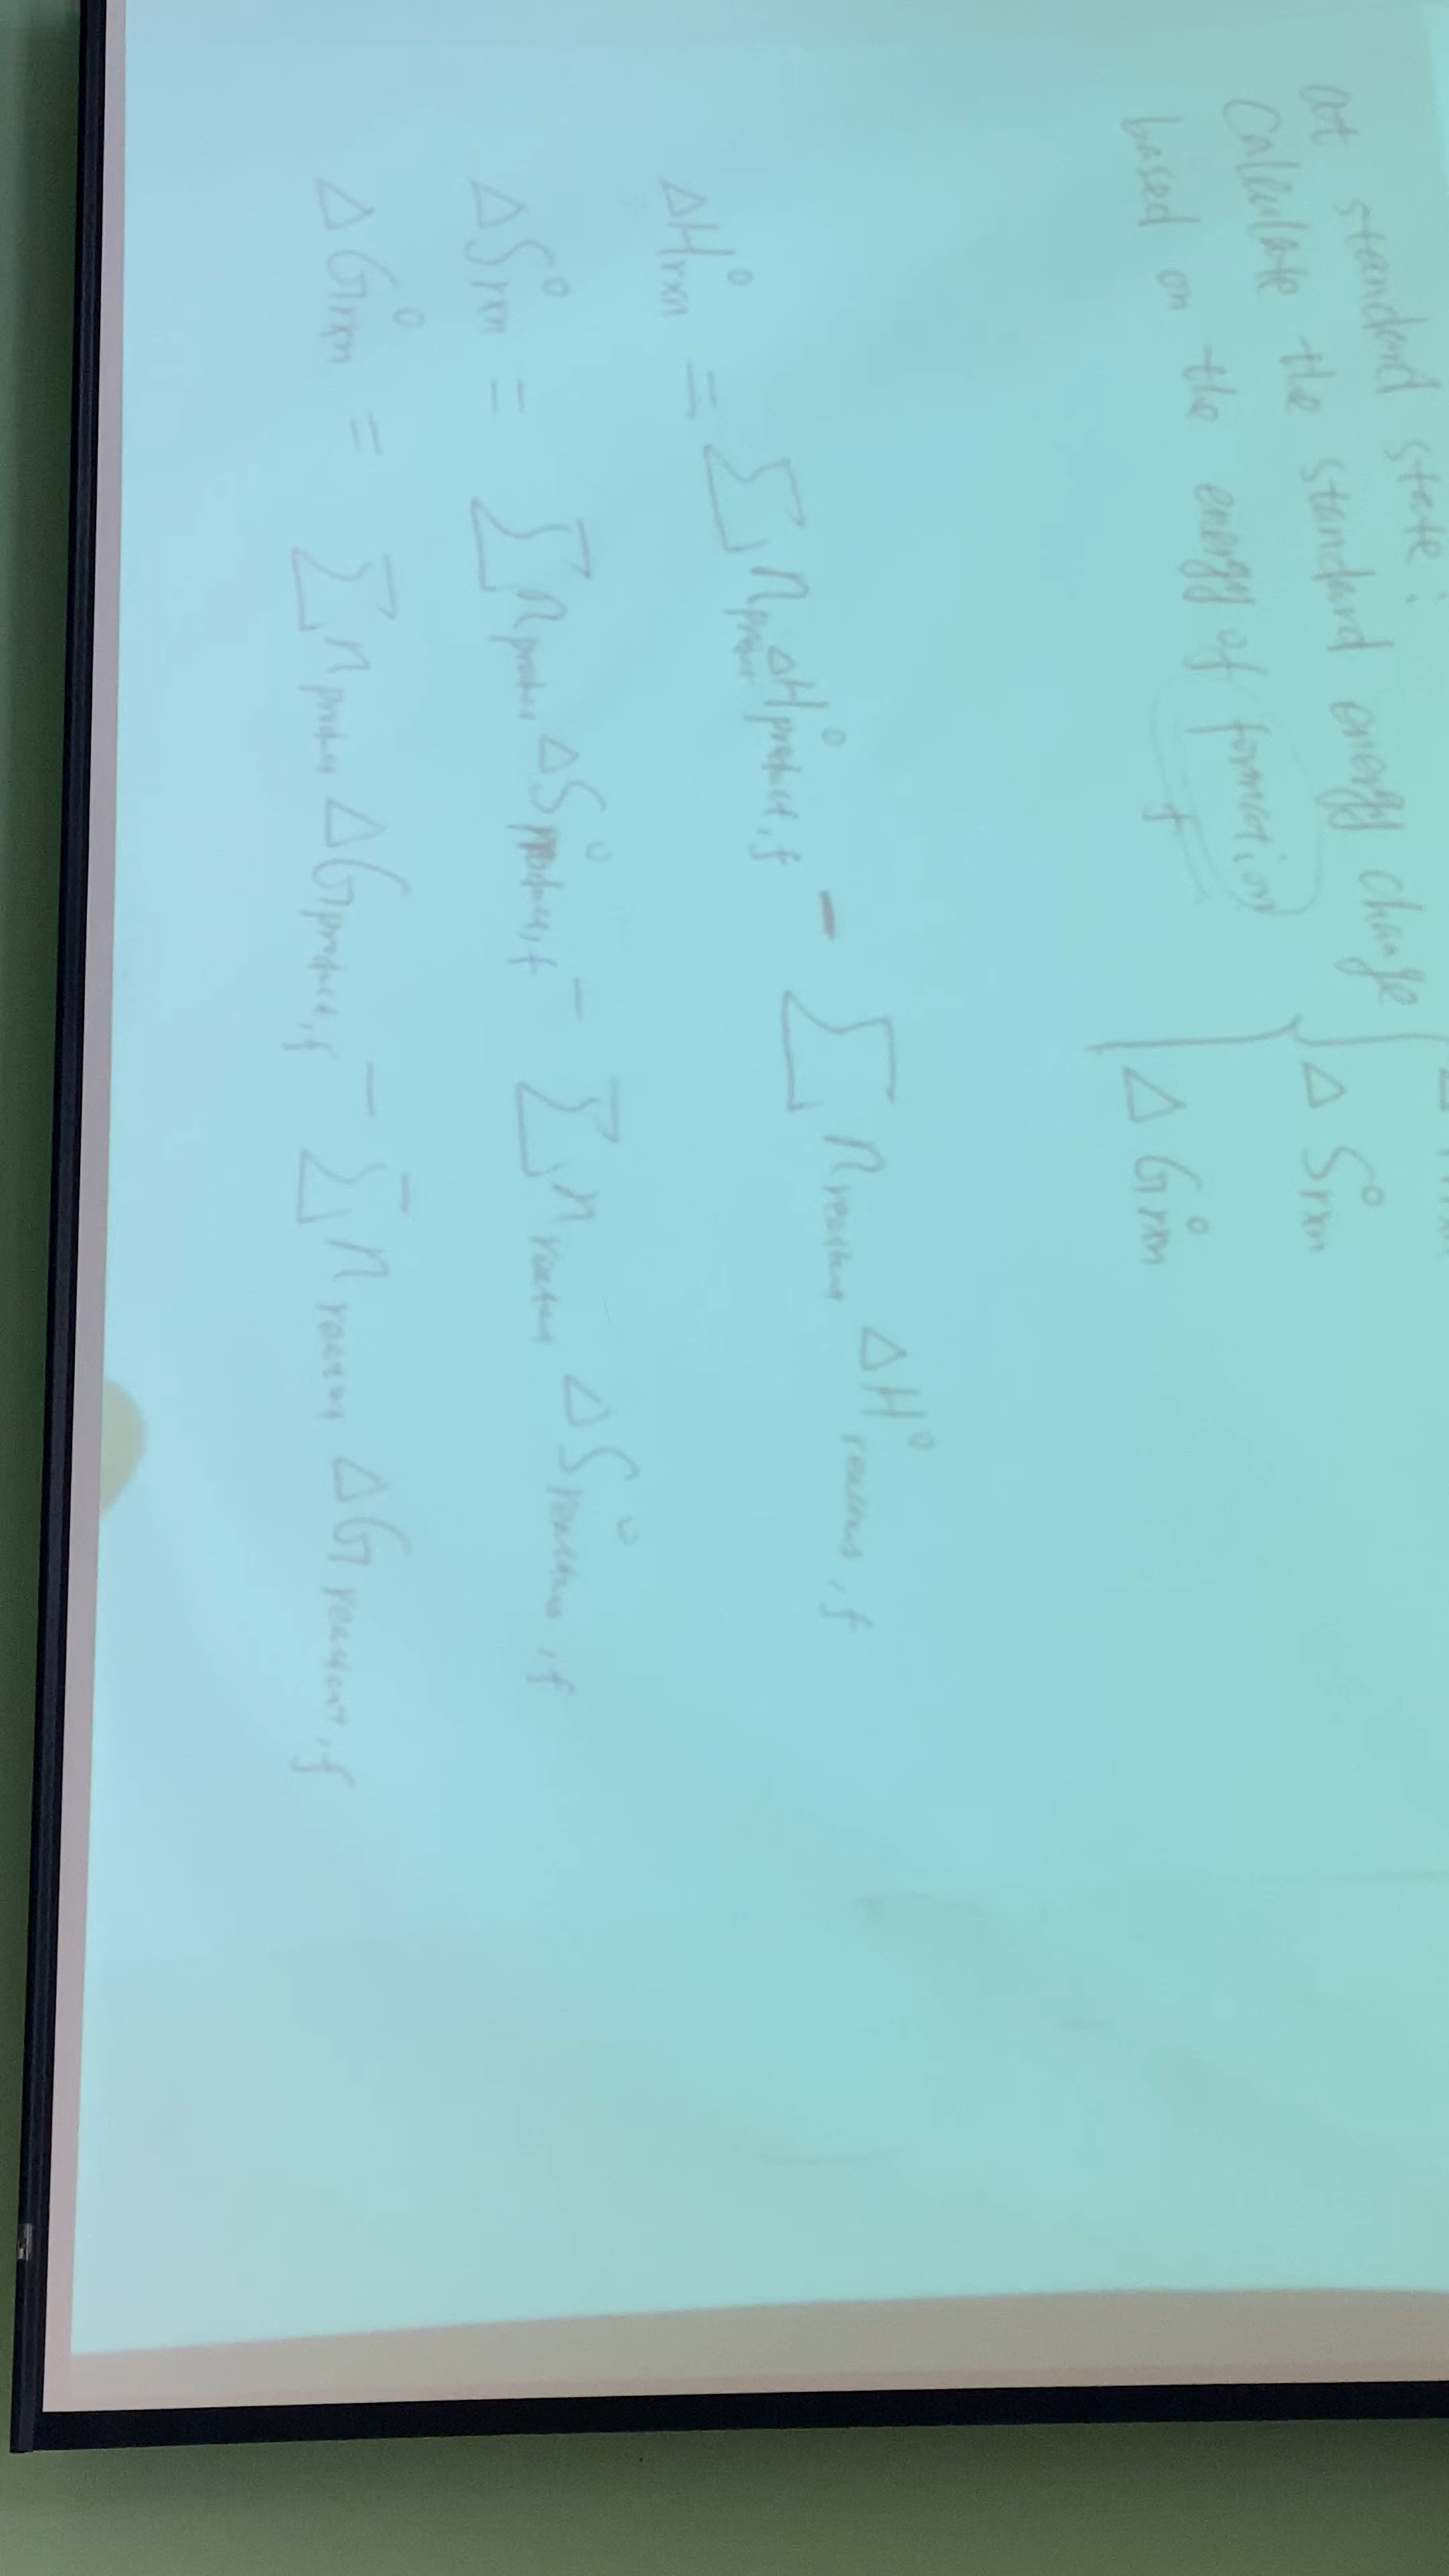 at standard state:
Calculate the standard energy change
based on the energy of formation
f
ΔS°rxn
ΔG°rxn
ΔH°rxn = Σ n product ΔH°product, f - Σ n reactant ΔH° reactant, f
ΔS°rxn = Σ n product ΔS°product, f - Σ n reactant ΔS° reactant, f
ΔG°rxn = Σ n product ΔG product, f - Σ n reactant ΔG reactant, f